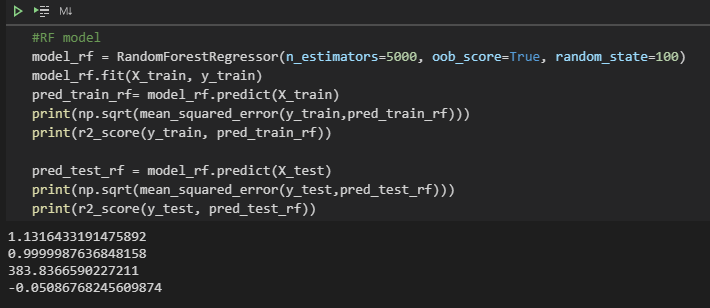 M↓
#RF model
model_rf = RandomForestRegressor(n_estimators=5000, oob_score=True, random_state=100)
model_rf.fit(X_train, y_train)
pred_train_rf= model_rf.predict(X_train)
print(np.sqrt(mean_squared_error(y_train,pred_train_rf)))
print(r2_score(y_train, pred_train_rf))
pred_test_rf = model_rf.predict(X_test)
print(np.sqrt(mean_squared_error(y_test,pred_test_rf)))
print(r2_score(y_test, pred_test_rf))
1.1316433191475892
0.9999987636848158
383.8366590227211
-0.05086768245609874